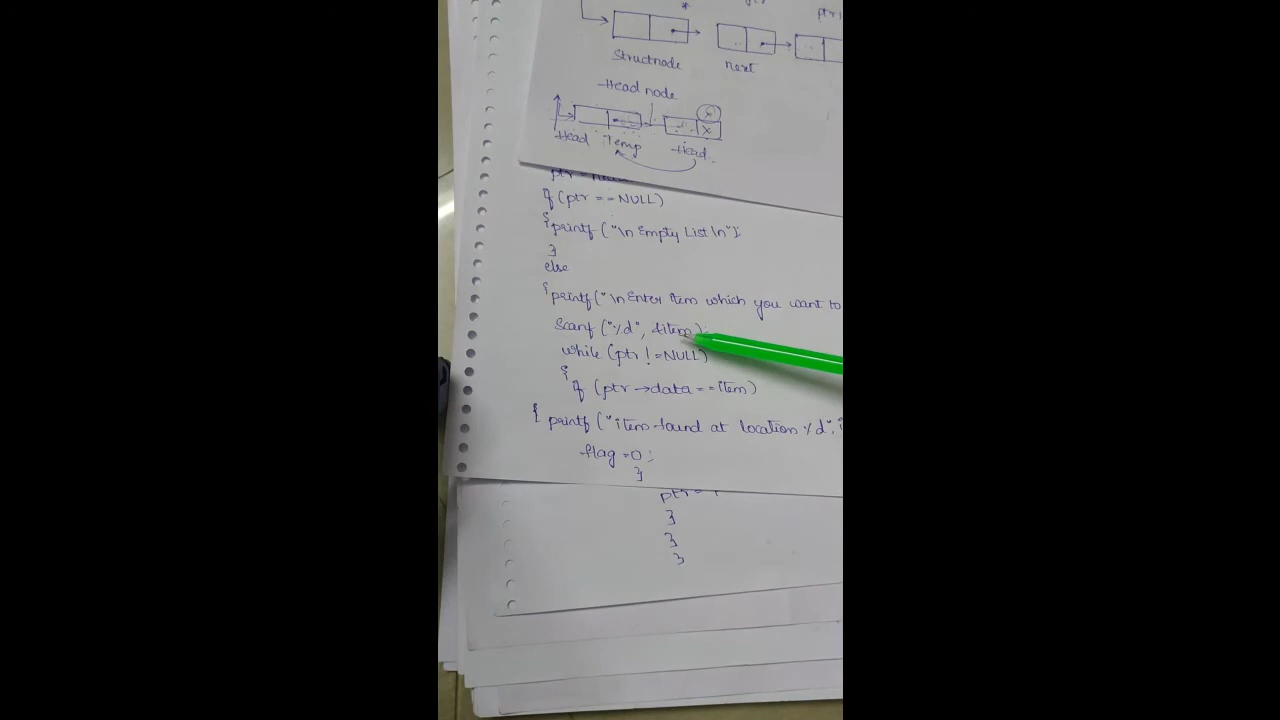 Structnode
next
Head node
x
x
Head Temp Head
if (ptr == NULL)
{ printf ("\n Empty List \n");
}
else
{ printf ("\n Enter item which you want to
Scanf ("%d", &item);
while (ptr != NULL)
{ if (ptr → data == item)
{ printf ("item found at location %d", i
flag = 0;
}
ptr =
}
}
}